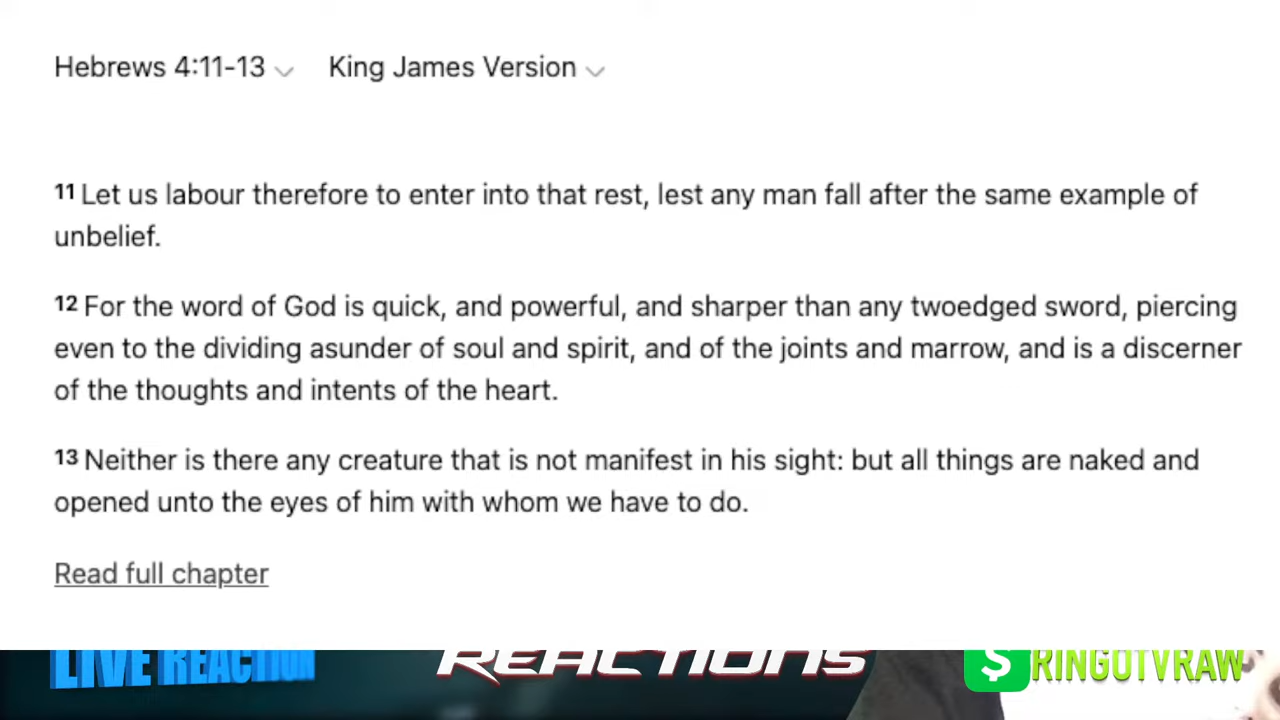 Hebrews 4:11-13 King James Version
11 Let us labour therefore to enter into that rest, lest any man fall after the same example of
unbelief.
12 For the word of God is quick, and powerful, and sharper than any twoedged sword, piercing
even to the dividing asunder of soul and spirit, and of the joints and marrow, and is a discerner
of the thoughts and intents of the heart.
13 Neither is there any creature that is not manifest in his sight: but all things are naked and
opened unto the eyes of him with whom we have to do.
Read full chapter
LIVE REACTION REACTIONS $RINGOTVRAW